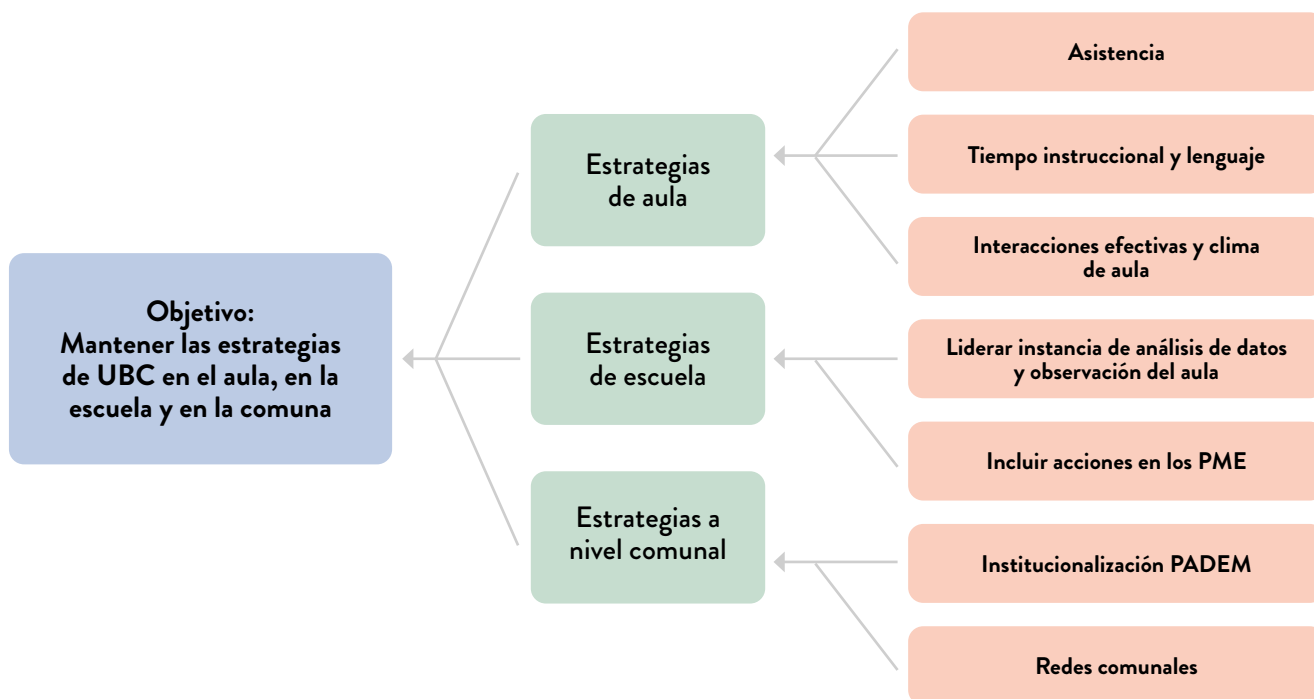 Objetivo:
Mantener las estrategias
de UBC en el aula, en la
escuela y en la comuna
Estrategias
de aula
Estrategias
de escuela
Estrategias a
nivel comunal
Asistencia
Tiempo instruccional y lenguaje
Interacciones efectivas y clima
de aula
Liderar instancia de análisis de datos
y observación del aula
Incluir acciones en los PME
Institucionalización PADEM
Redes comunales